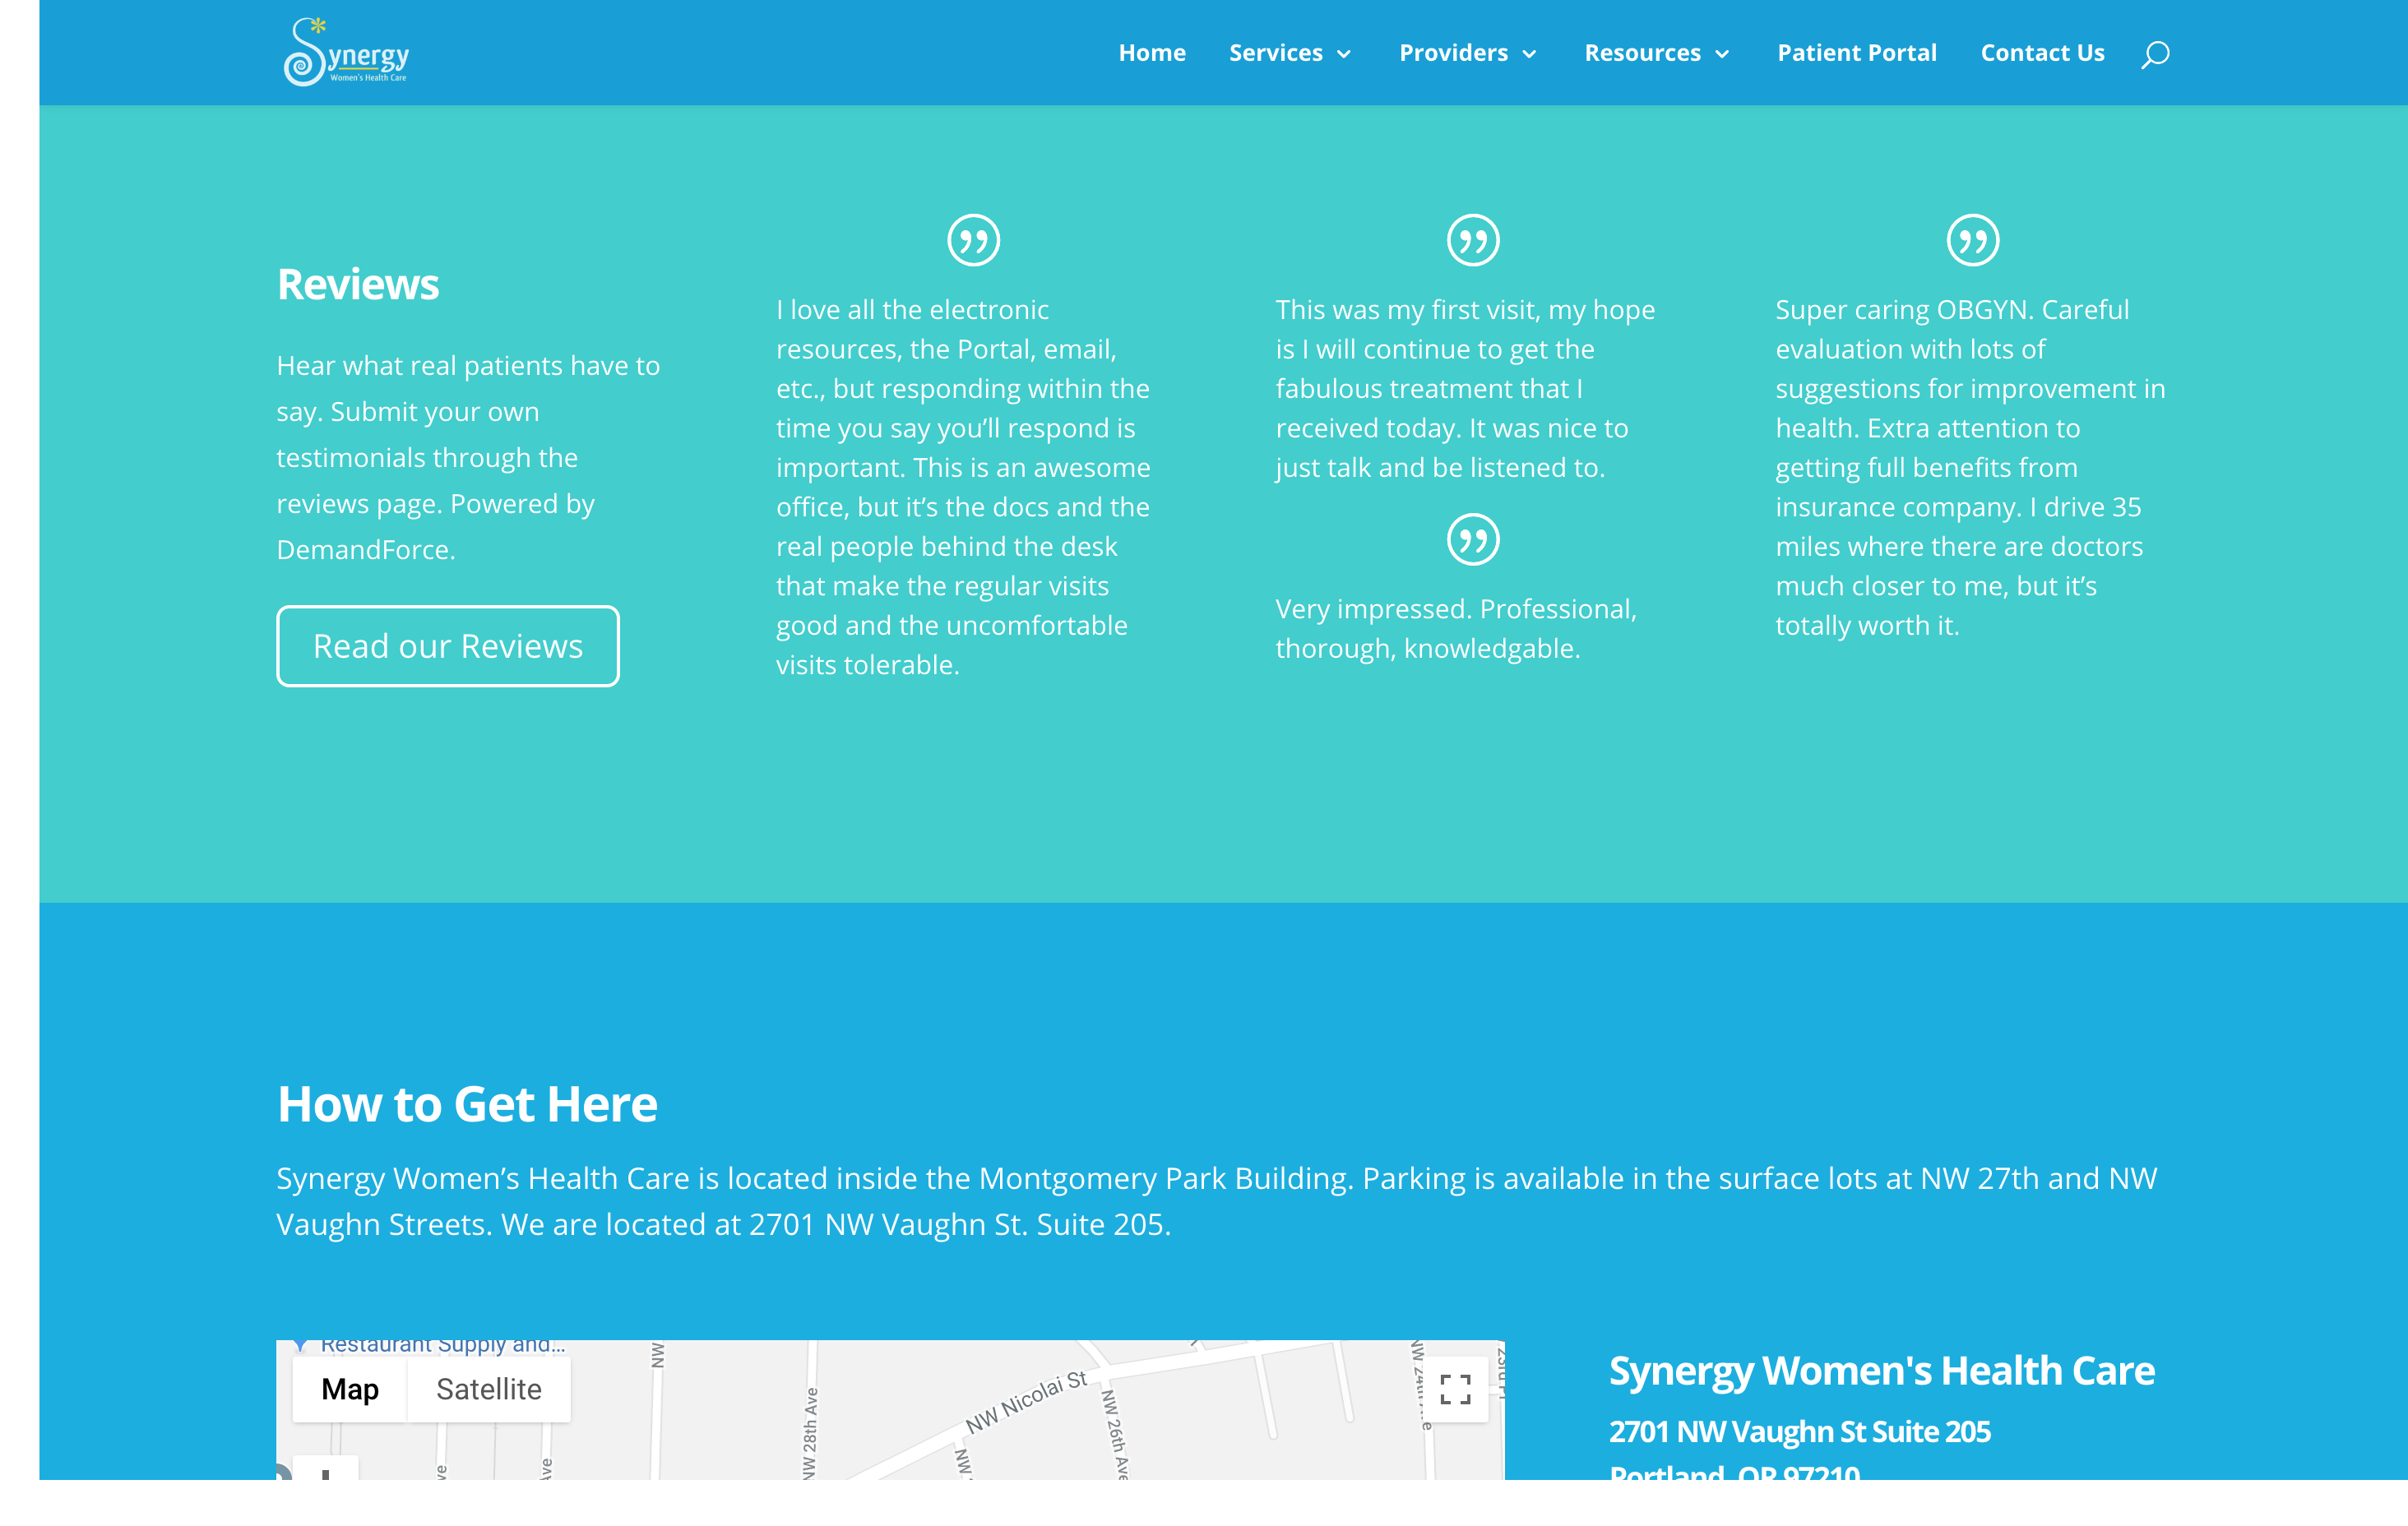 Synergy
Women's Health Care
Home Services Providers Resources Patient Portal Contact Us
Reviews
Hear what real patients have to
say. Submit your own
testimonials through the
reviews page. Powered by
DemandForce.
Read our Reviews
I love all the electronic
resources, the Portal, email,
etc., but responding within the
time you say you’ll respond is
important. This is an awesome
office, but it’s the docs and the
real people behind the desk
that make the regular visits
good and the uncomfortable
visits tolerable.
This was my first visit, my hope
is I will continue to get the
fabulous treatment that I
received today. It was nice to
just talk and be listened to.
Very impressed. Professional,
thorough, knowledgable.
Super caring OBGYN. Careful
evaluation with lots of
suggestions for improvement in
health. Extra attention to
getting full benefits from
insurance company. I drive 35
miles where there are doctors
much closer to me, but it’s
totally worth it.
How to Get Here
Synergy Women’s Health Care is located inside the Montgomery Park Building. Parking is available in the surface lots at NW 27th and NW
Vaughn Streets. We are located at 2701 NW Vaughn St. Suite 205.
Restaurant Supply and...
Map Satellite
NW
NW 28th Ave
NW Nicolai St
NW 26th Ave
NW
NW 24th
23rd Pl
ve
Ave
Synergy Women's Health Care
2701 NW Vaughn St Suite 205
Portland, OR 97210